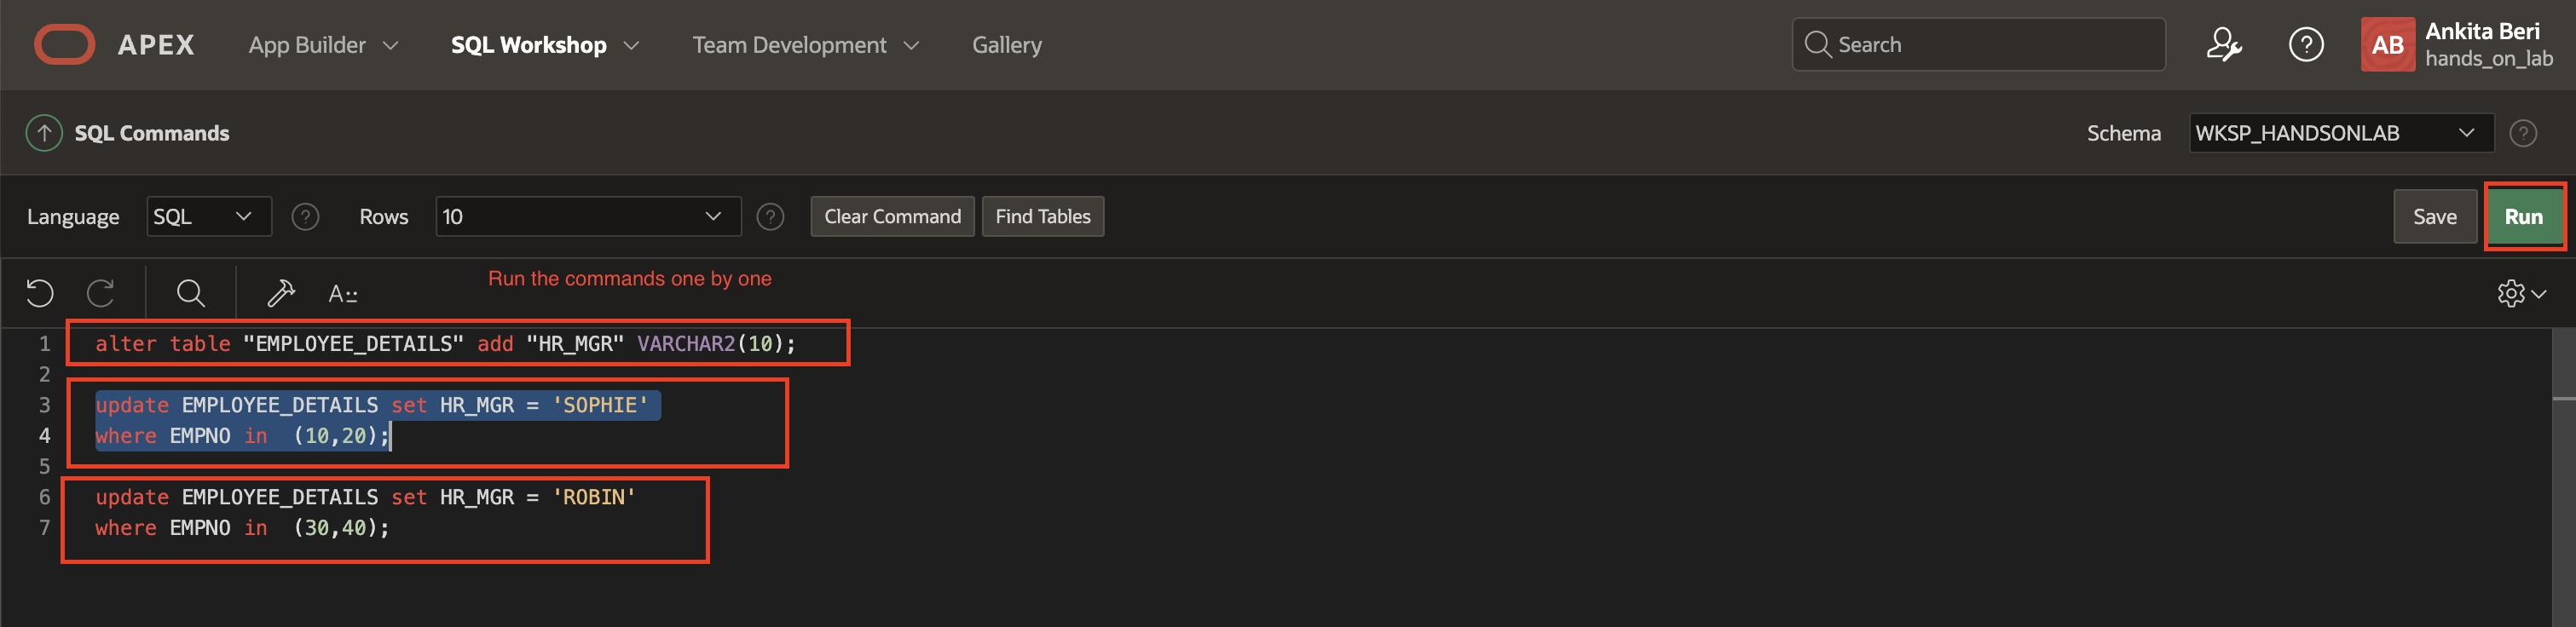 APEX App Builder SQL Workshop Team Development Gallery Search Ankita Beri
AB hands_on_lab
SQL Commands Schema WKSP_HANDSONLAB ?
Language SQL ? Rows 10 ? Clear Command Find Tables Save Run
Run the commands one by one
A::
1 alter table "EMPLOYEE_DETAILS" add "HR_MGR" VARCHAR2(10);
2
3 update EMPLOYEE_DETAILS set HR_MGR = 'SOPHIE'
4 where EMPNO in  (10,20);
5
6 update EMPLOYEE_DETAILS set HR_MGR = 'ROBIN'
7 where EMPNO in  (30,40);